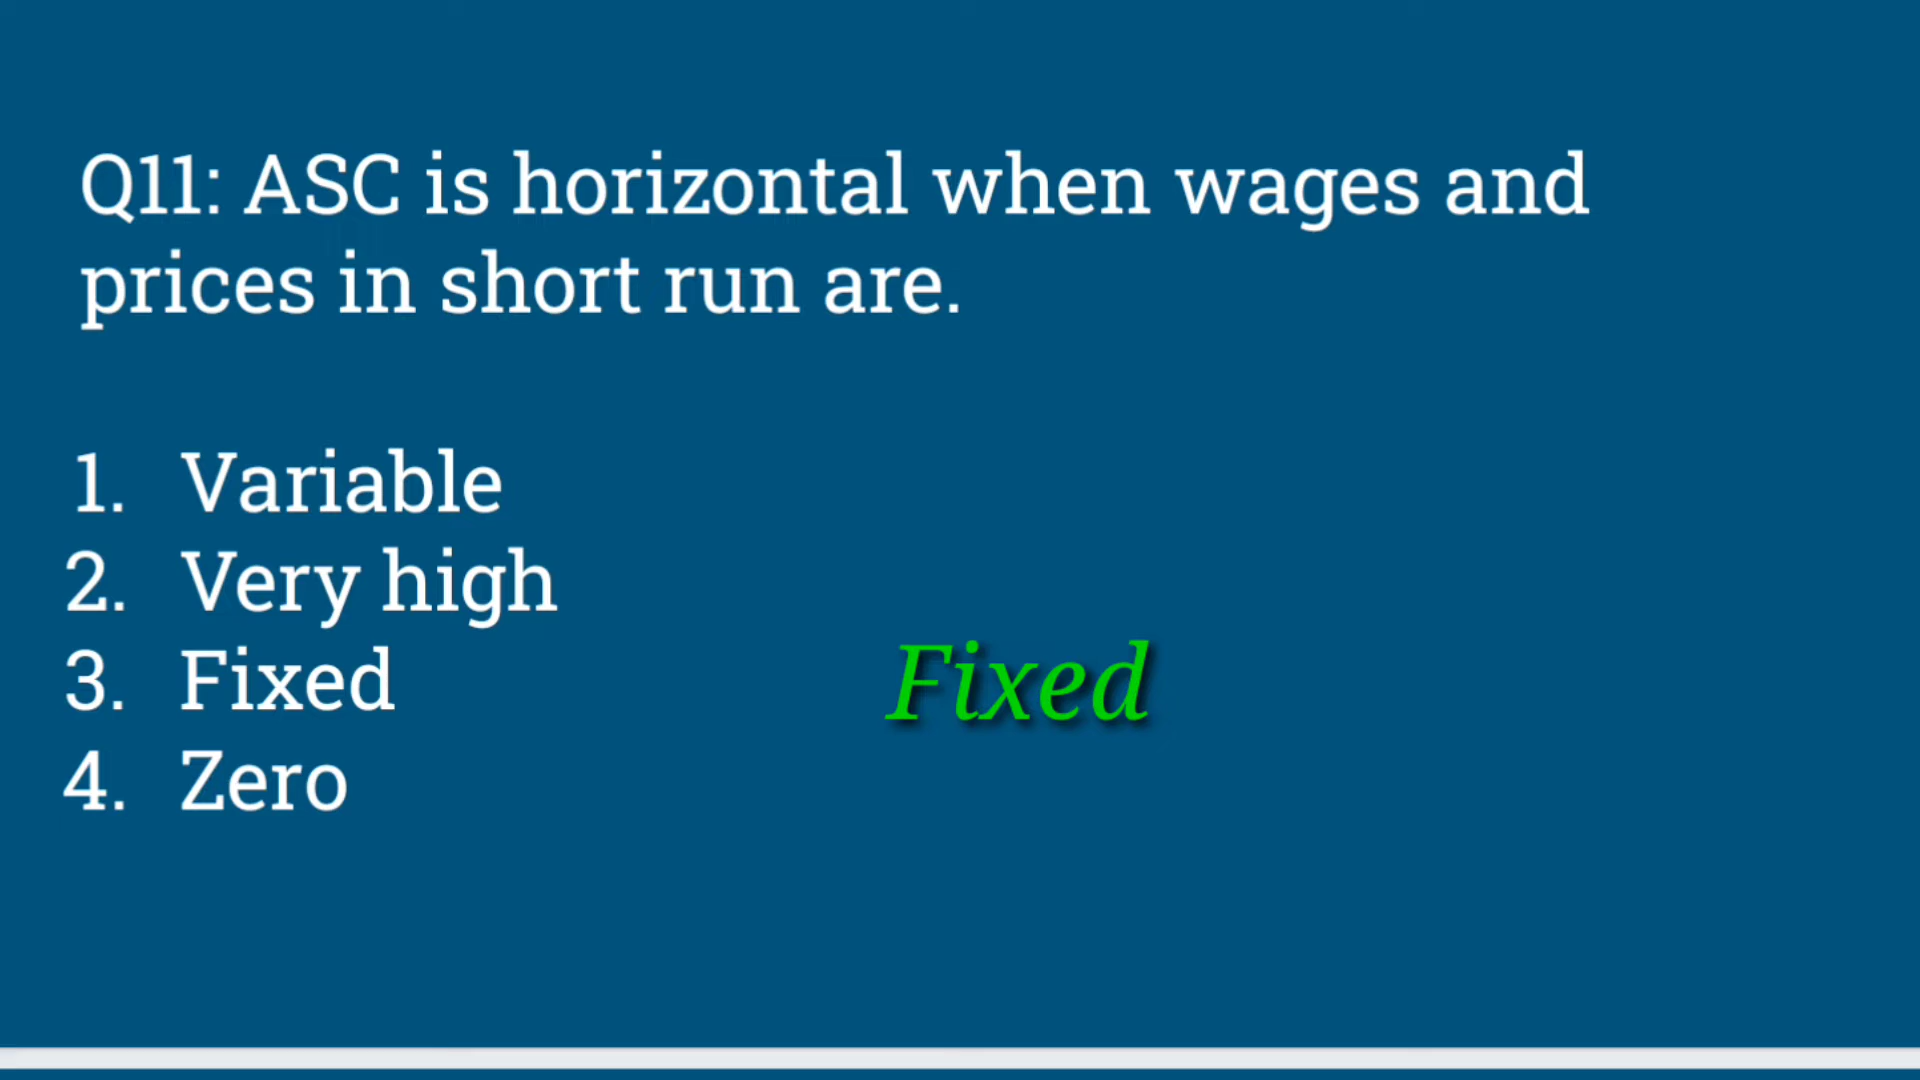 Q11: ASC is horizontal when wages and
prices in short run are.
1. Variable
2. Very high
3. Fixed
Fixed
4. Zero